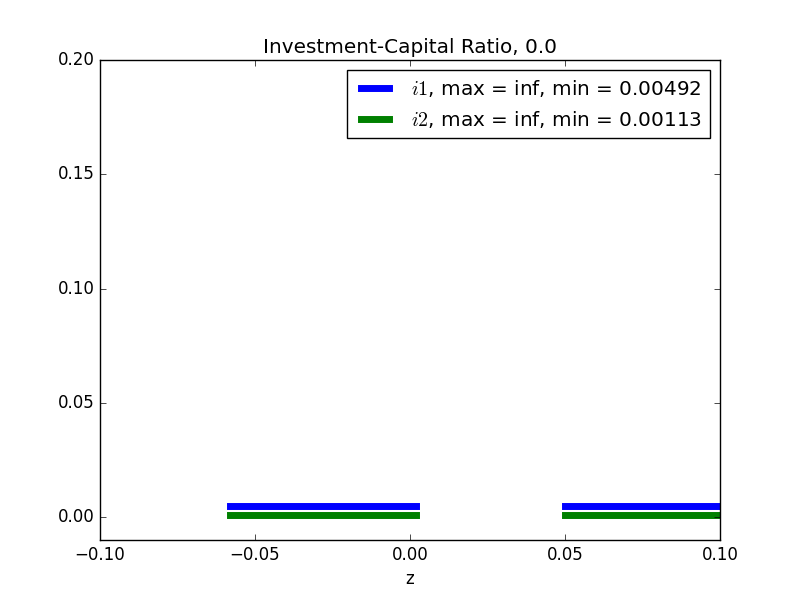 Investment-Capital Ratio, 0.0
0.20
i1, max = inf, min = 0.00492
i2, max = inf, min = 0.00113
0.15
0.10
0.05
0.00
−0.10 −0.05 0.00 0.05 0.10
z